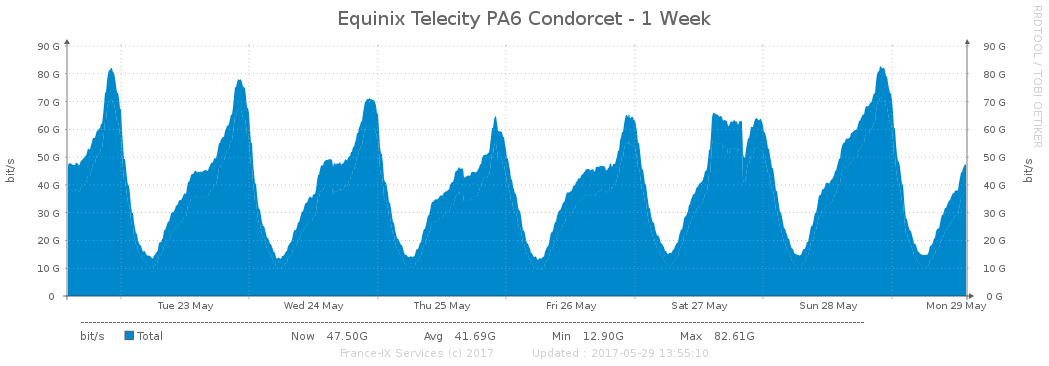 Equinix Telecity PA6 Condorcet - 1 Week
RRDTOOL / TOBI OETIKER
90 G 90 G
80 G 80 G
70 G 70 G
60 G 60 G
50 G 50 G
40 G 40 G
30 G 30 G
20 G 20 G
10 G 10 G
0 0 G
bit/s bit/s
Tue 23 May Wed 24 May Thu 25 May Fri 26 May Sat 27 May Sun 28 May Mon 29 May
bit/s Total Now 47.50G Avg 41.69G Min 12.90G Max 82.61G
France-IX Services (c) 2017 Updated : 2017-05-29 13:55:10